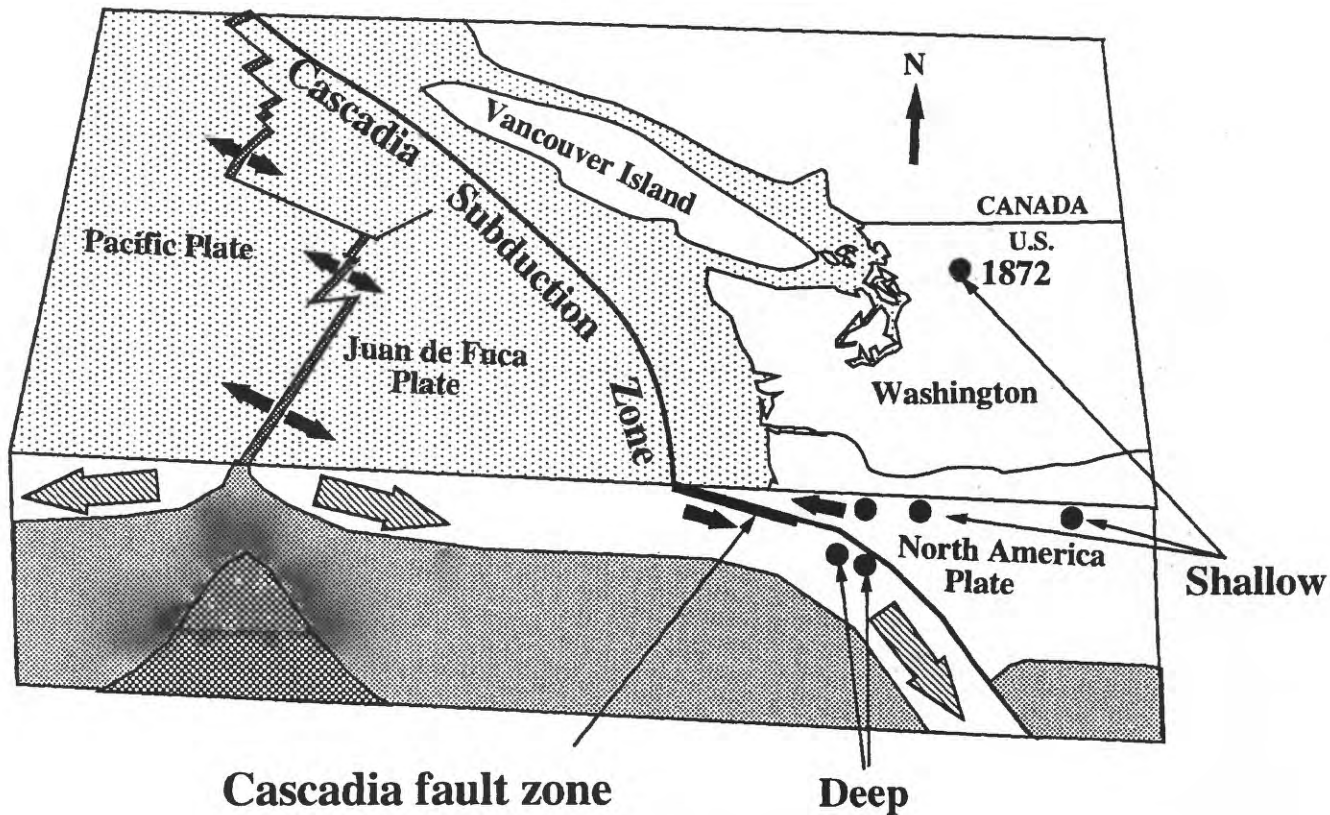 N
Cascadia
Subduction
Zone
Vancouver Island
CANADA
U.S.
1872
Pacific Plate
Juan de Fuca
Plate
Washington
North America
Plate
Shallow
Cascadia fault zone
Deep